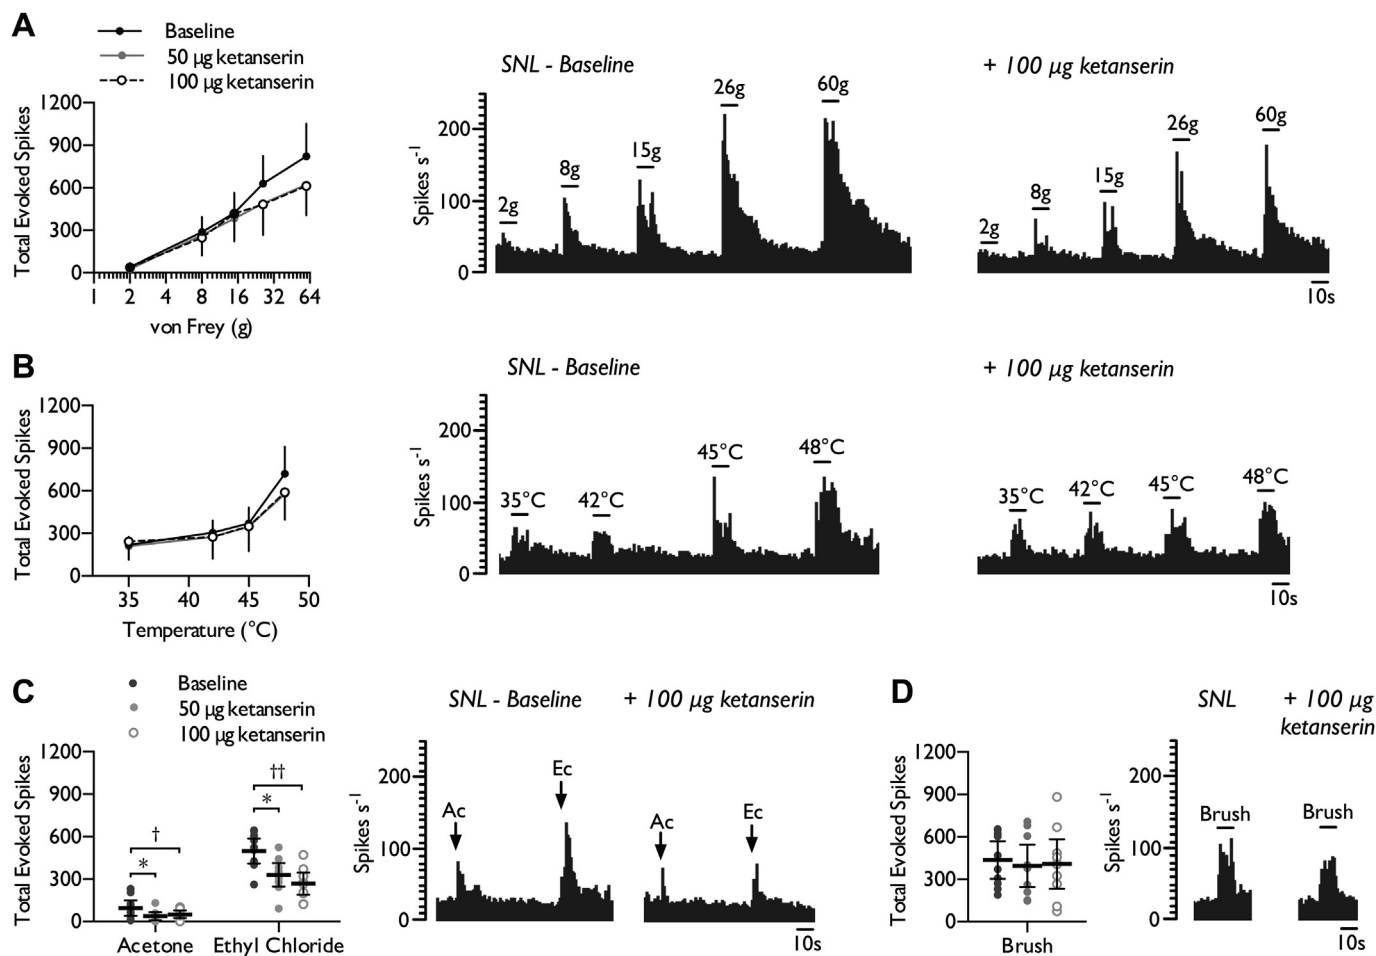 A
Baseline
50 µg ketanserin
100 µg ketanserin
Total Evoked Spikes
1200
900
600
300
0
1 2 4 8 16 32 64
von Frey (g)
SNL - Baseline
+ 100 µg ketanserin
Spikes s-1
200
100
0
2g 8g 15g 26g 60g
2g 8g 15g 26g 60g
10s
B
Total Evoked Spikes
1200
900
600
300
0
35 40 45 50
Temperature (°C)
SNL - Baseline
+ 100 µg ketanserin
Spikes s-1
200
100
0
35°C 42°C 45°C 48°C
35°C 42°C 45°C 48°C
10s
C
Baseline
50 µg ketanserin
100 µg ketanserin
Total Evoked Spikes
1200
900
600
300
0
† * †† *
Acetone Ethyl Chloride
SNL - Baseline
+ 100 µg ketanserin
Spikes s-1
200
100
0
Ac Ec
Ac Ec
10s
D
Total Evoked Spikes
1200
900
600
300
0
Brush
SNL
+ 100 µg
ketanserin
Spikes s-1
200
100
0
Brush Brush
10s